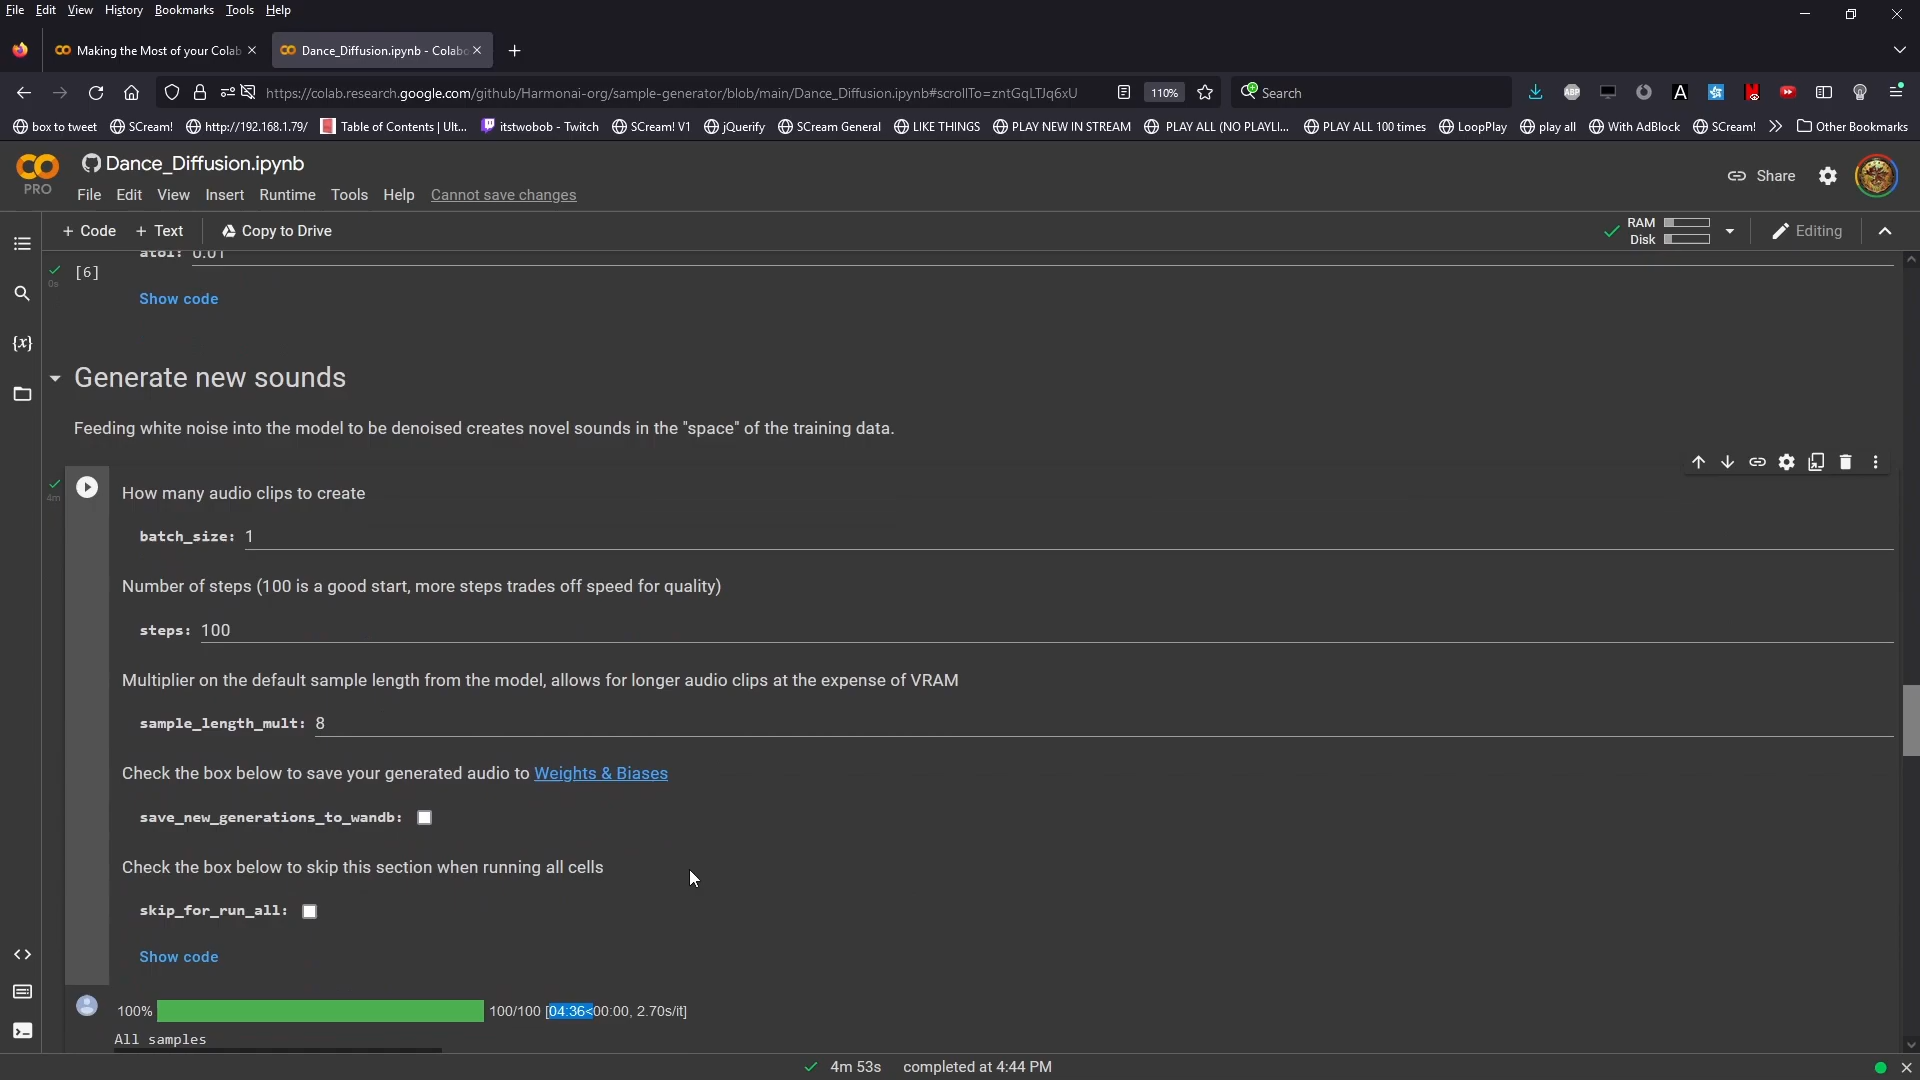 File Edit View History Bookmarks Tools Help
Making the Most of your Colab
Dance_Diffusion.ipynb - Colabo
https://colab.research.google.com/github/Harmonai-org/sample-generator/blob/main/Dance_Diffusion.ipynb#scrollTo=zntGqLTJq6xU
110%
Search
ABP
A
box to tweet
SCream!
http://192.168.1.79/
Table of Contents | Ult...
itstwobob - Twitch
SCream! V1
jQuerify
SCream General
LIKE THINGS
PLAY NEW IN STREAM
PLAY ALL (NO PLAYLI...
PLAY ALL 100 times
LoopPlay
play all
With AdBlock
SCream!
Other Bookmarks
PRO
Dance_Diffusion.ipynb
File Edit View Insert Runtime Tools Help Cannot save changes
Share
+ Code + Text Copy to Drive
RAM
Disk
Editing
atol: 0.01
[6]
0s
Show code
{x}
Generate new sounds
Feeding white noise into the model to be denoised creates novel sounds in the "space" of the training data.
4m
How many audio clips to create
batch_size: 1
Number of steps (100 is a good start, more steps trades off speed for quality)
steps: 100
Multiplier on the default sample length from the model, allows for longer audio clips at the expense of VRAM
sample_length_mult: 8
Check the box below to save your generated audio to Weights & Biases
save_new_generations_to_wandb:
Check the box below to skip this section when running all cells
skip_for_run_all:
Show code
100% 100/100 [04:36<00:00, 2.70s/it]
All samples
4m 53s completed at 4:44 PM